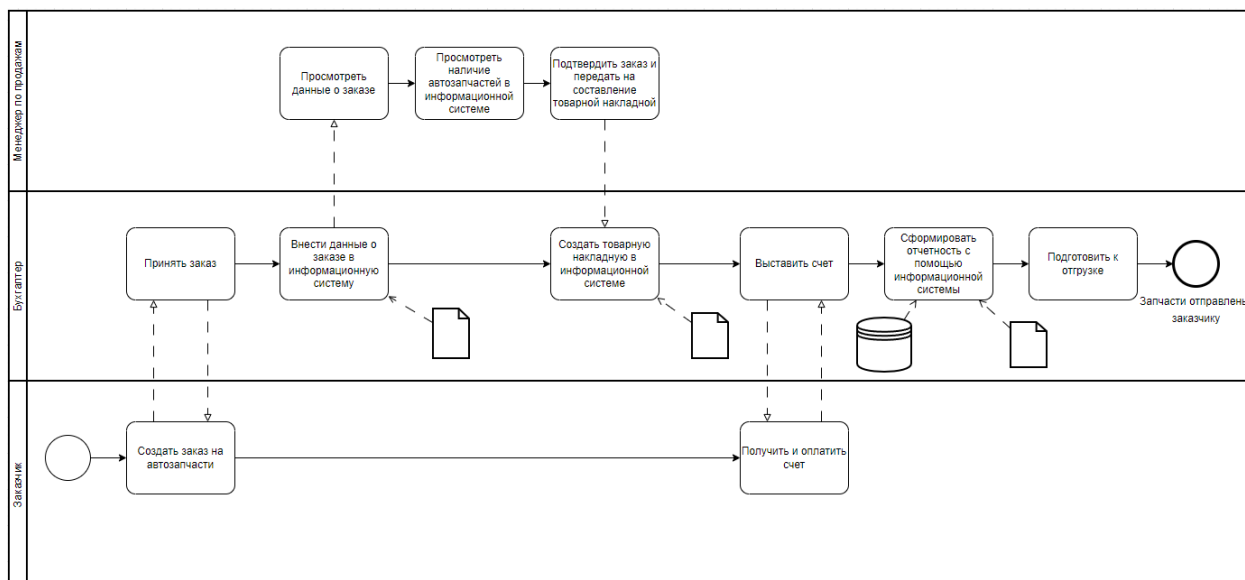 Менеджер по продажам
Просмотреть
данные о заказе
Просмотреть
наличие
автозапчастей в
информационной
системе
Подтвердить заказ и
передать на
составление
товарной накладной
Бухгалтер
Принять заказ
Внести данные о
заказе в
информационную
систему
Создать товарную
накладную в
информационной
системе
Выставить счет
Сформировать
отчетность с
помощью
информационной
системы
Подготовить к
отгрузке
Запчасти отправлены
заказчику
Заказчик
Создать заказ на
автозапчасти
Получить и оплатить
счет